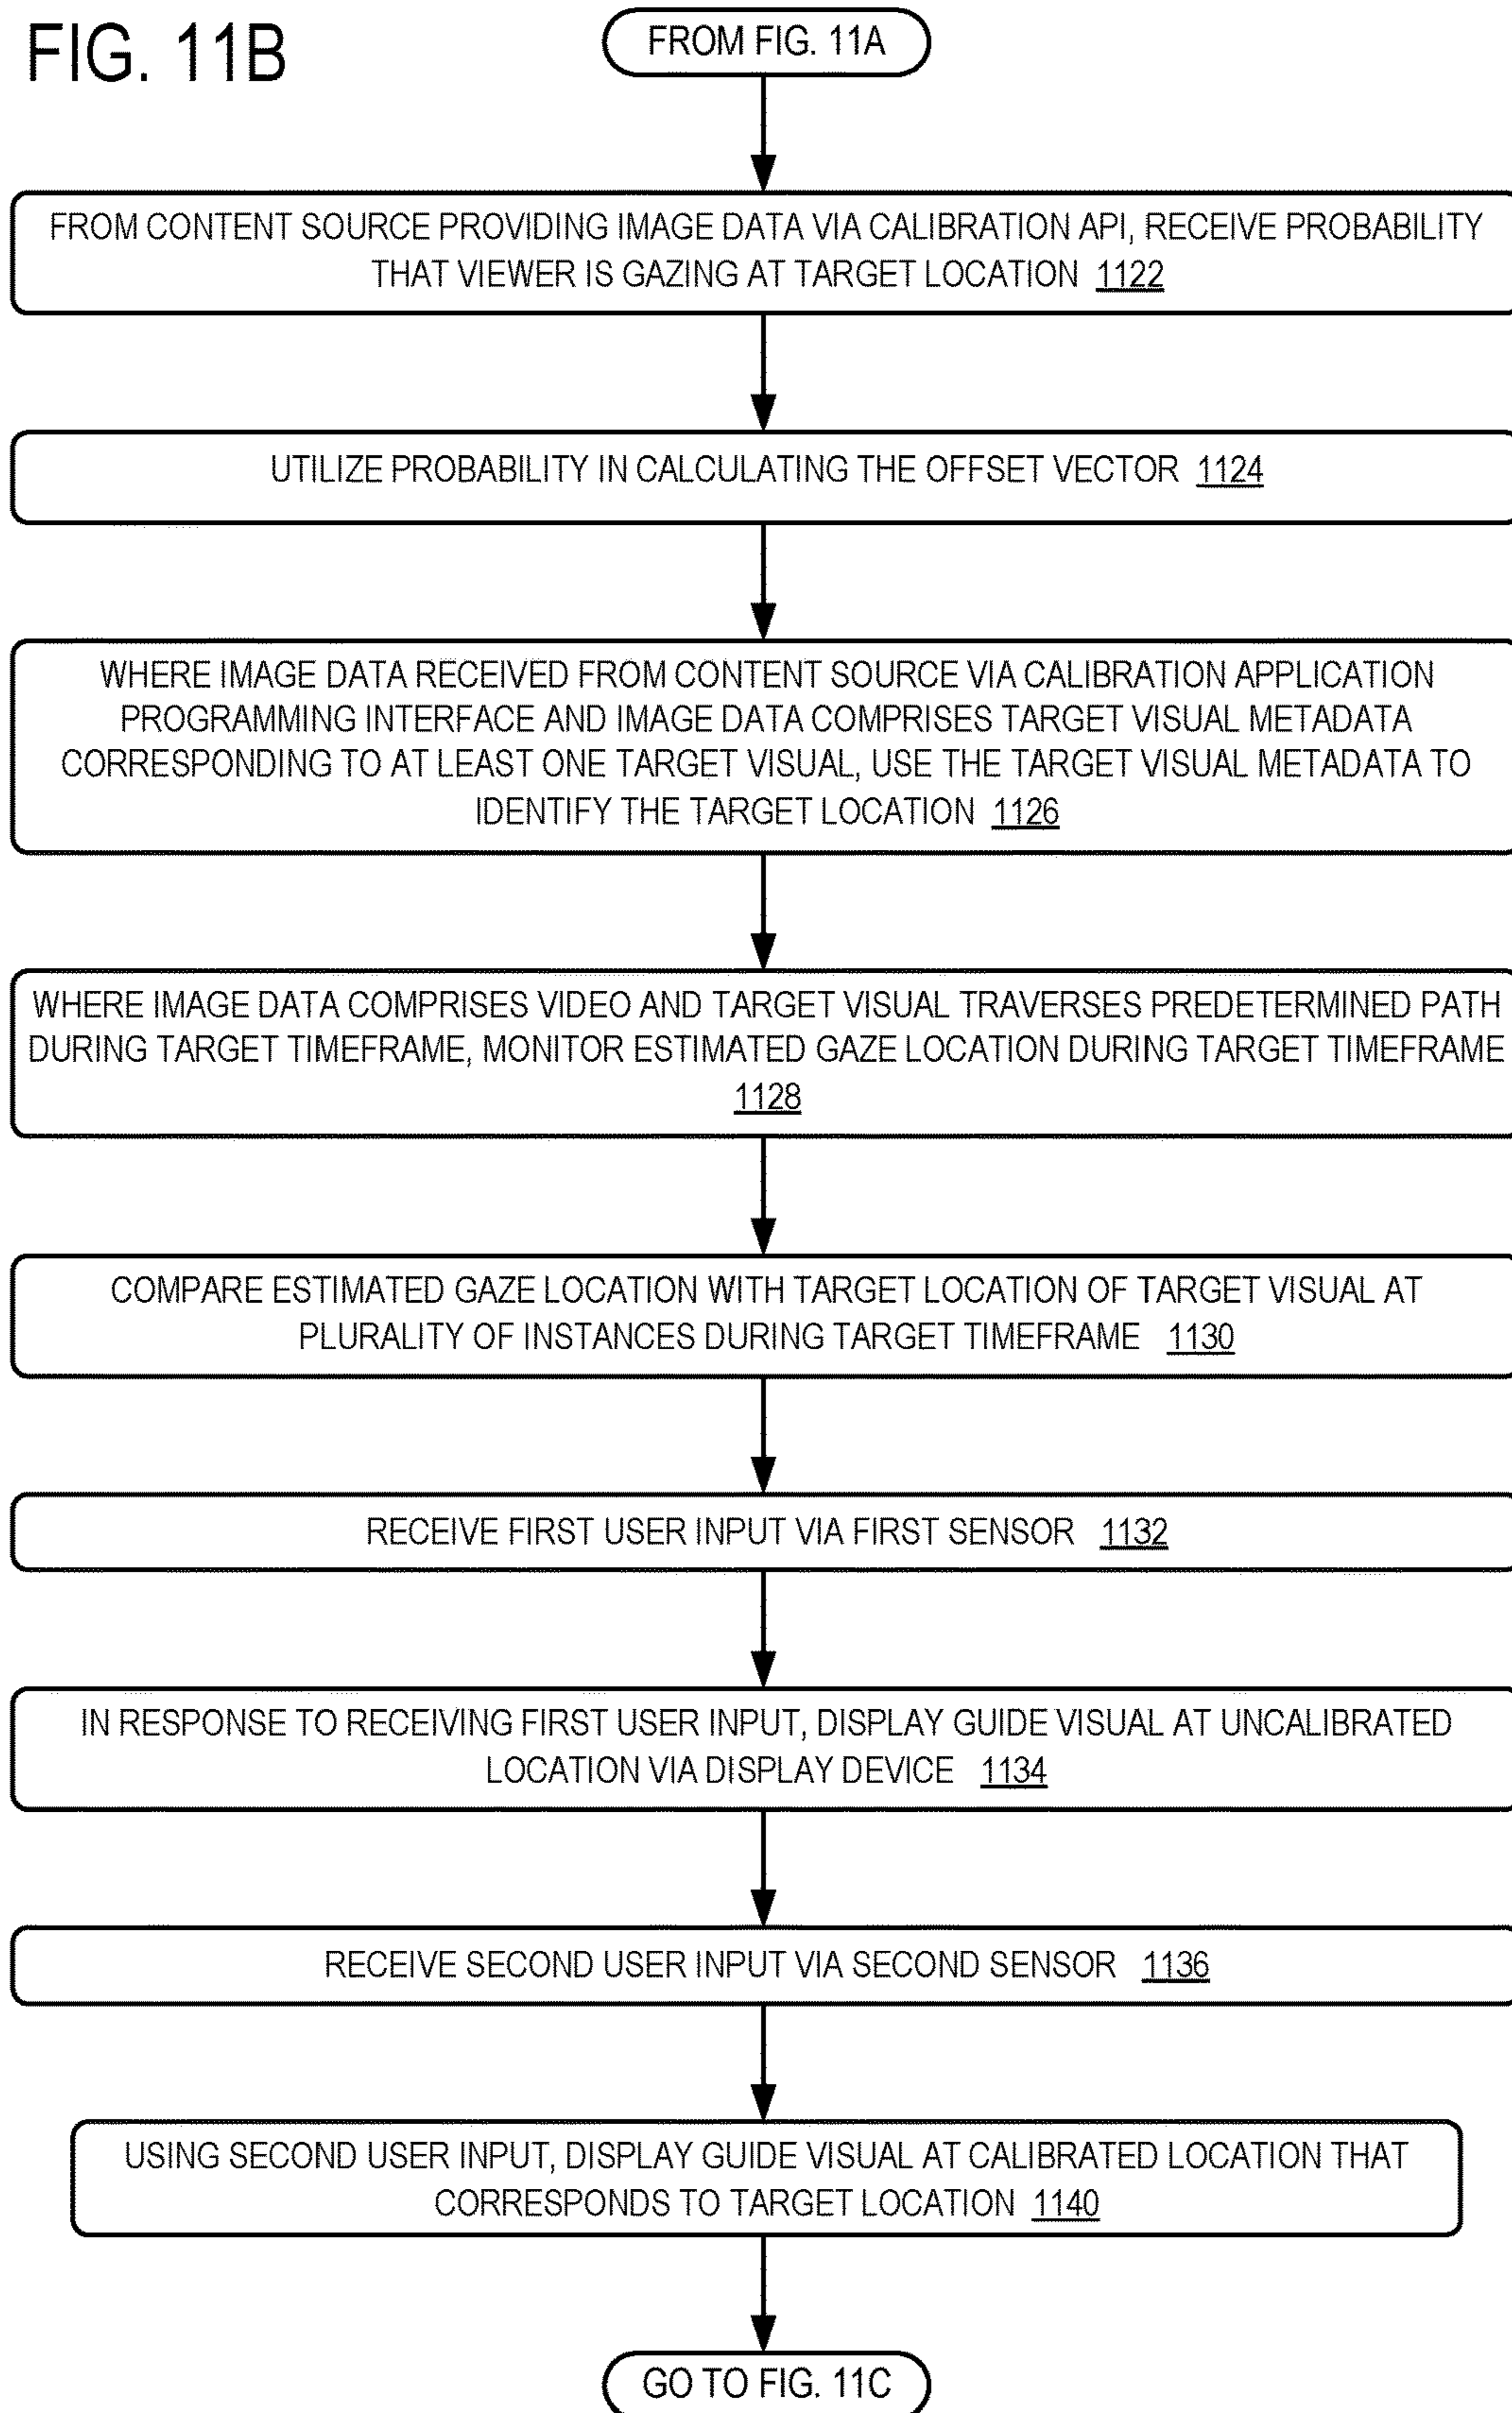 FIG. 11B
FROM FIG. 11A
FROM CONTENT SOURCE PROVIDING IMAGE DATA VIA CALIBRATION API, RECEIVE PROBABILITY
THAT VIEWER IS GAZING AT TARGET LOCATION 1122
UTILIZE PROBABILITY IN CALCULATING THE OFFSET VECTOR 1124
WHERE IMAGE DATA RECEIVED FROM CONTENT SOURCE VIA CALIBRATION APPLICATION
PROGRAMMING INTERFACE AND IMAGE DATA COMPRISES TARGET VISUAL METADATA
CORRESPONDING TO AT LEAST ONE TARGET VISUAL, USE THE TARGET VISUAL METADATA TO
IDENTIFY THE TARGET LOCATION 1126
WHERE IMAGE DATA COMPRISES VIDEO AND TARGET VISUAL TRAVERSES PREDETERMINED PATH
DURING TARGET TIMEFRAME, MONITOR ESTIMATED GAZE LOCATION DURING TARGET TIMEFRAME
1128
COMPARE ESTIMATED GAZE LOCATION WITH TARGET LOCATION OF TARGET VISUAL AT
PLURALITY OF INSTANCES DURING TARGET TIMEFRAME 1130
RECEIVE FIRST USER INPUT VIA FIRST SENSOR 1132
IN RESPONSE TO RECEIVING FIRST USER INPUT, DISPLAY GUIDE VISUAL AT UNCALIBRATED
LOCATION VIA DISPLAY DEVICE 1134
RECEIVE SECOND USER INPUT VIA SECOND SENSOR 1136
USING SECOND USER INPUT, DISPLAY GUIDE VISUAL AT CALIBRATED LOCATION THAT
CORRESPONDS TO TARGET LOCATION 1140
GO TO FIG. 11C